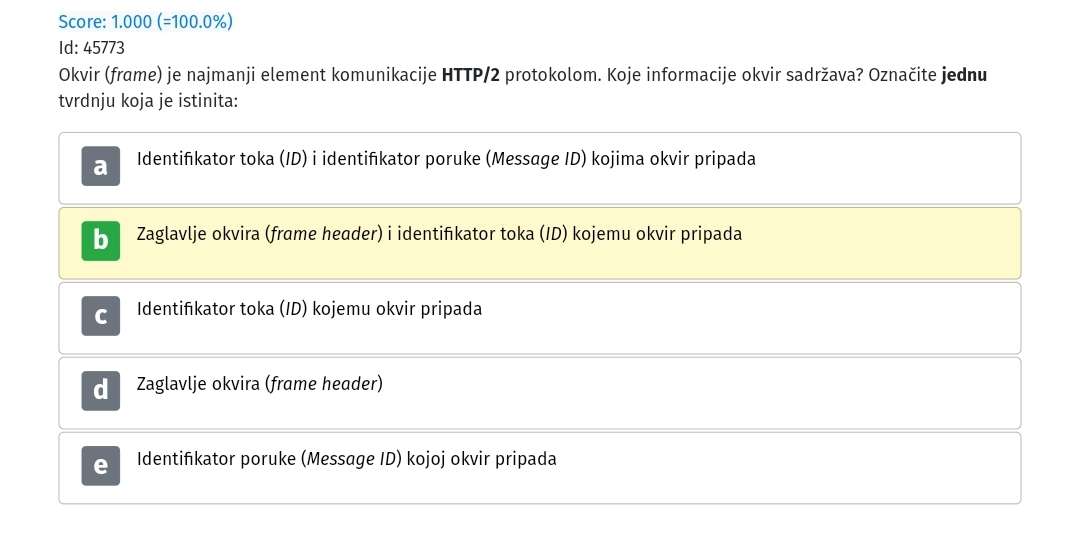 Score: 1.000 (=100.0%)
Id: 45773
Okvir (frame) je najmanji element komunikacije HTTP/2 protokolom. Koje informacije okvir sadržava? Označite jednu
tvrdnju koja je istinita:
a Identifikator toka (ID) i identifikator poruke (Message ID) kojima okvir pripada
b Zaglavlje okvira (frame header) i identifikator toka (ID) kojemu okvir pripada
c Identifikator toka (ID) kojemu okvir pripada
d Zaglavlje okvira (frame header)
e Identifikator poruke (Message ID) kojoj okvir pripada